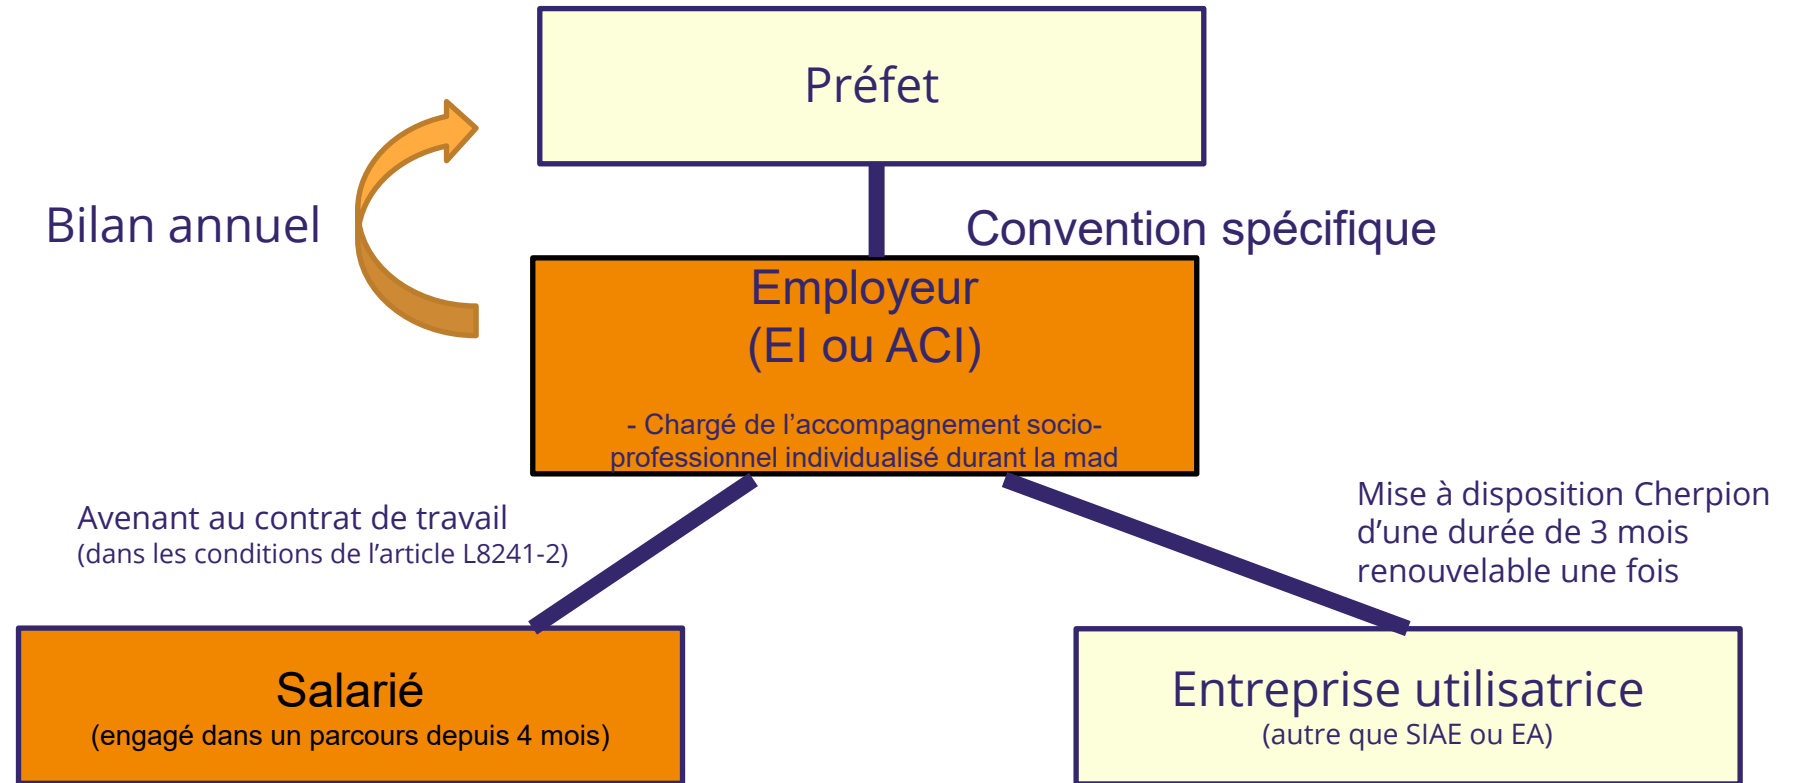 Préfet
Bilan annuel
Convention spécifique
Employeur
(EI ou ACI)
- Chargé de l’accompagnement socio-
professionnel individualisé durant la mad
Avenant au contrat de travail
(dans les conditions de l’article L8241-2)
Mise à disposition Cherpion
d’une durée de 3 mois
renouvelable une fois
Salarié
(engagé dans un parcours depuis 4 mois)
Entreprise utilisatrice
(autre que SIAE ou EA)